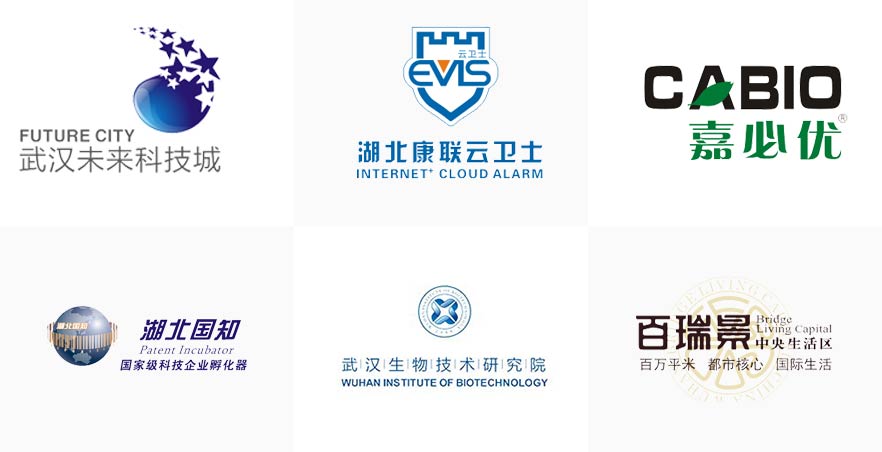 FUTURE CITY
武汉未来科技城
云卫士
EVIS
湖北康联云卫士
INTERNET⁺ CLOUD ALARM
CABIO
嘉必优®
湖北国知
湖北国知
Patent Incubator
国家级科技企业孵化器
武汉生物技术研究院
WUHAN INSTITUTE OF BIOTECHNOLOGY
百瑞景
Bridge
Living Capital
中央生活区
百万平米 都市核心 国际生活